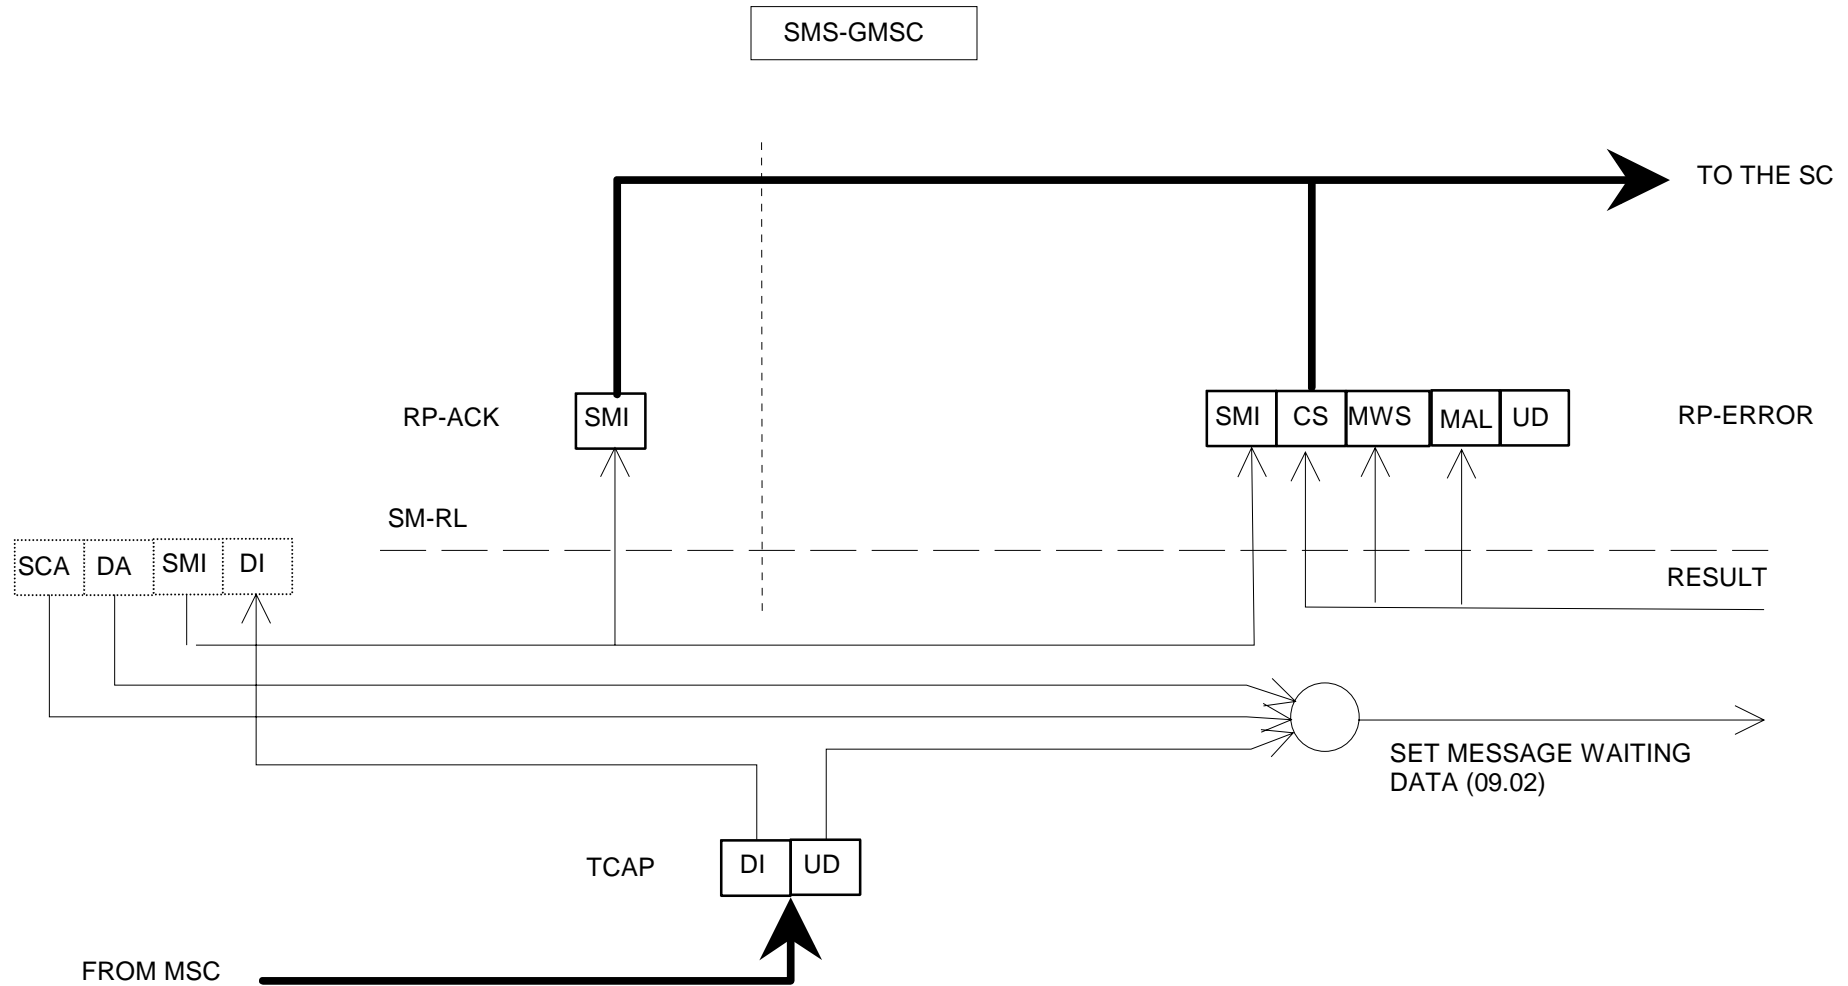 SMS-GMSC
TO THE SC
RP-ACK
SMI
SMI CS MWS MAL UD
RP-ERROR
SM-RL
SCA DA SMI DI
RESULT
SET MESSAGE WAITING
DATA (09.02)
TCAP
DI UD
FROM MSC